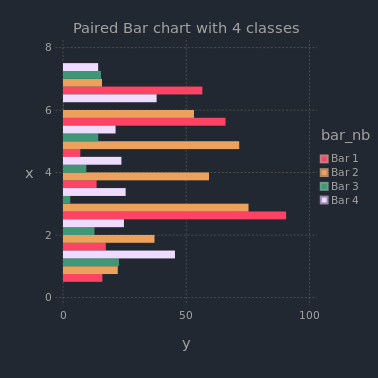 Paired Bar chart with 4 classes
8
6
4
2
0
x
0 50 100
y
bar_nb
Bar 1
Bar 2
Bar 3
Bar 4